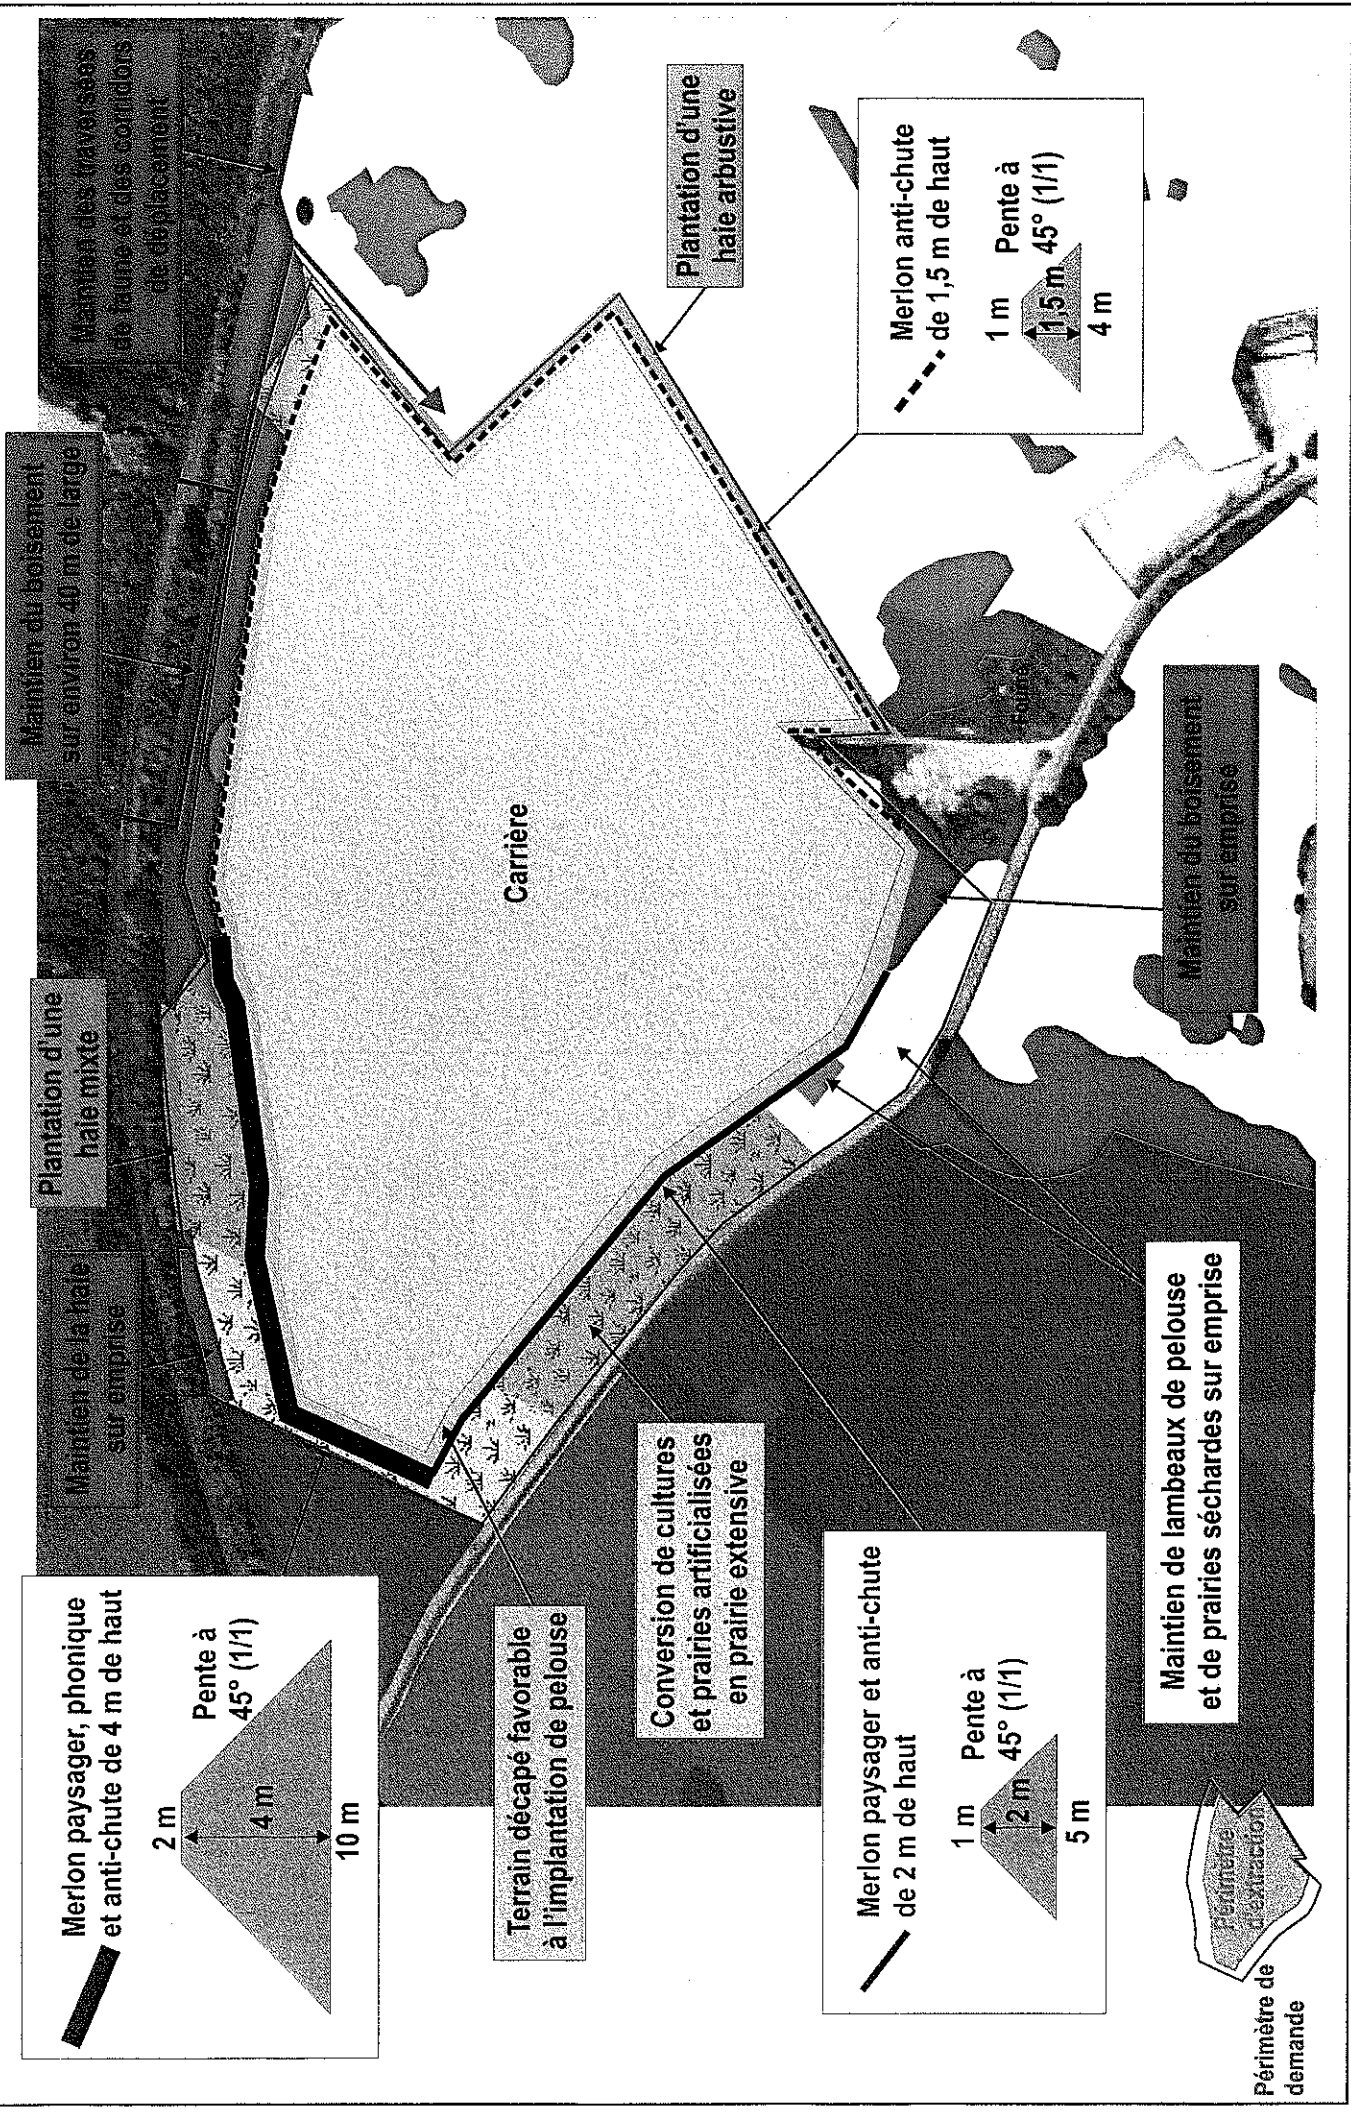 Merlon paysager, phonique
et anti-chute de 4 m de haut
2 m
Pente à
45° (1/1)
4 m
10 m
Maintien de la haie
sur emprise
Plantation d'une
haie mixte
Maintien du boisement
sur environ 40 m de large
Maintien des traversées
de faune et des corridors
de déplacement
Terrain décapé favorable
à l'implantation de pelouse
Conversion de cultures
et prairies artificialisées
en prairie extensive
Carrière
Plantation d'une
haie arbustive
Merlon paysager et anti-chute
de 2 m de haut
1 m
Pente à
45° (1/1)
2 m
5 m
Merlon anti-chute
de 1,5 m de haut
1 m
Pente à
45° (1/1)
1,5 m
4 m
Maintien de lambeaux de pelouse
et de prairies séchardes sur emprise
Maintien du boisement
sur emprise
Périmètre
d'extraction
Périmètre de
demande